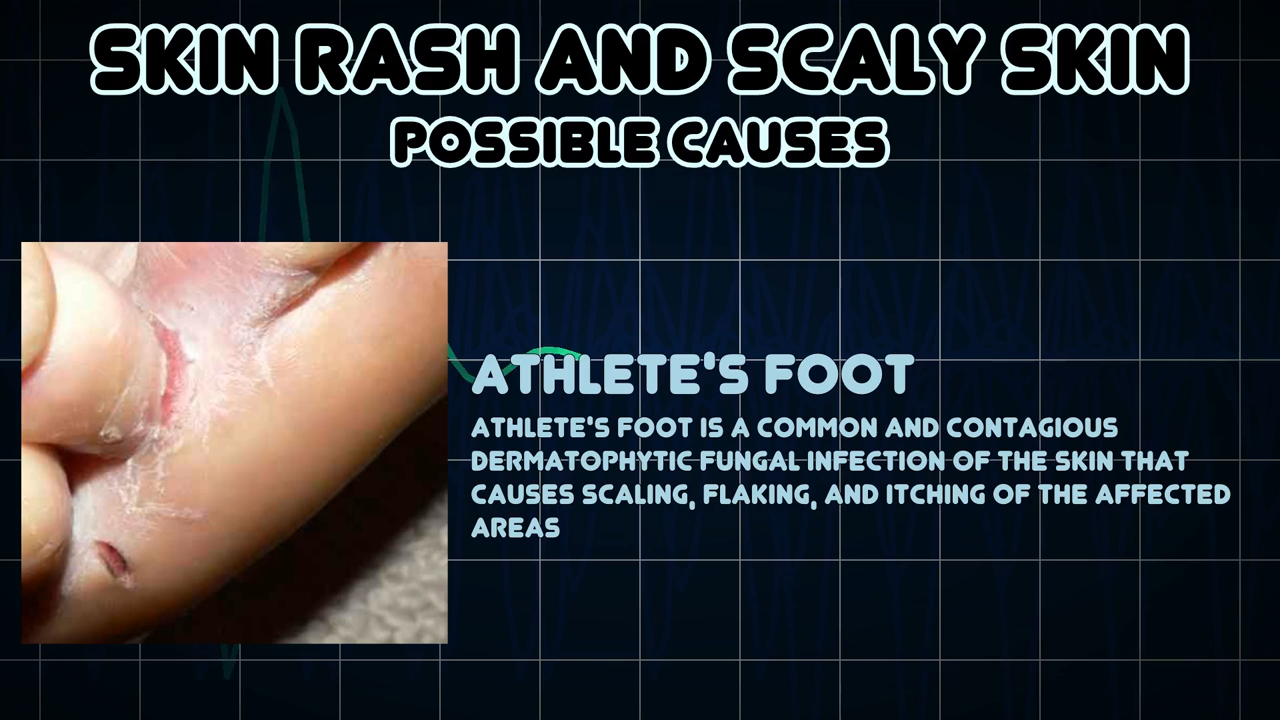 SKIN RASH AND SCALY SKIN
POSSIBLE CAUSES
ATHLETE'S FOOT
ATHLETE'S FOOT IS A COMMON AND CONTAGIOUS
DERMATOPHYTIC FUNGAL INFECTION OF THE SKIN THAT
CAUSES SCALING, FLAKING, AND ITCHING OF THE AFFECTED
AREAS